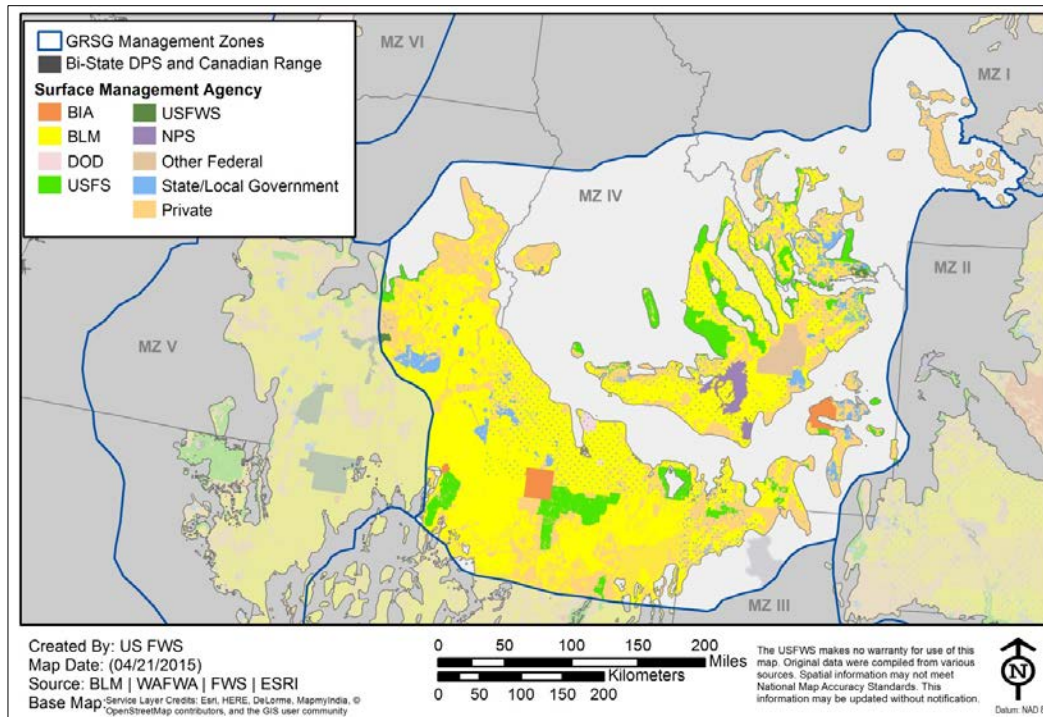 GRSG Management Zones
Bi-State DPS and Canadian Range
Surface Management Agency
BIA
BLM
DOD
USFS
USFWS
NPS
Other Federal
State/Local Government
Private
MZ VI
MZ I
MZ IV
MZ II
MZ V
MZ III
Created By: US FWS
Map Date: (04/21/2015)
Source: BLM | WAFWA | FWS | ESRI
Base Map: Service Layer Credits: Esri, HERE, DeLorme, MapmyIndia, ©
OpenStreetMap contributors, and the GIS user community
0 50 100 150 200
Miles
Kilometers
0 50 100 150 200
The USFWS makes no warranty for use of this
map. Original data were compiled from various
sources. Spatial information may not meet
National Map Accuracy Standards. This
information may be updated without notification.
N
Datum: NAD 8